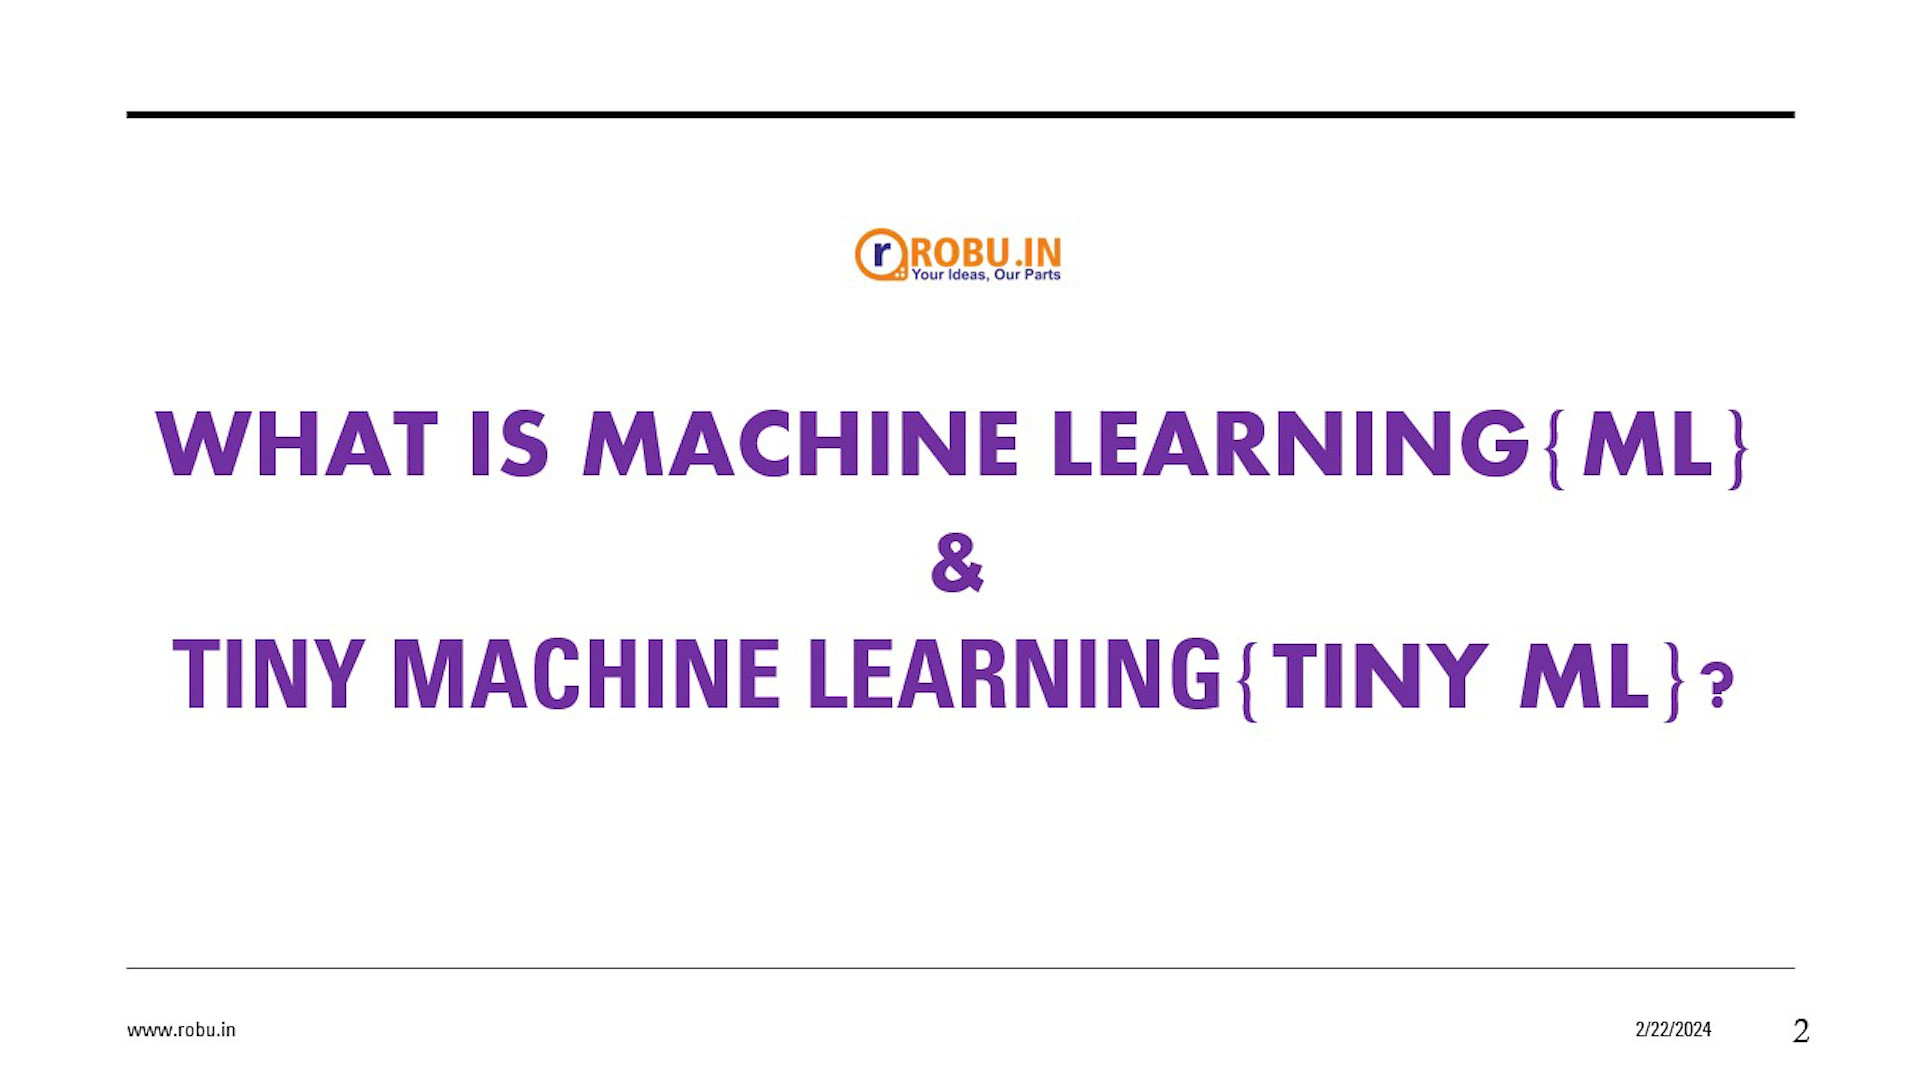 r ROBU.IN
Your Ideas, Our Parts
WHAT IS MACHINE LEARNING{ML}
&
TINY MACHINE LEARNING{TINY ML}?
www.robu.in 2/22/2024 2